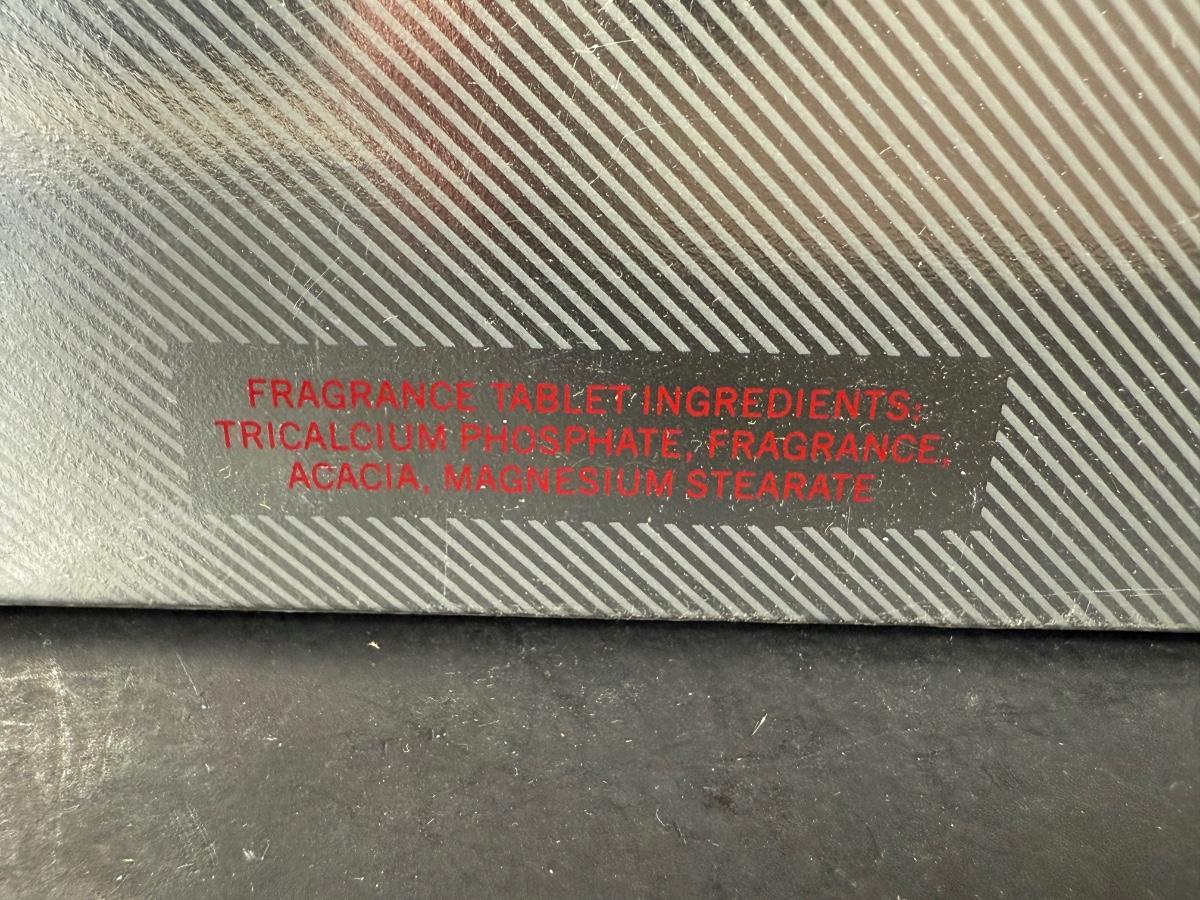 FRAGRANCE TABLET INGREDIENTS:
TRICALCIUM PHOSPHATE, FRAGRANCE,
ACACIA, MAGNESIUM STEARATE